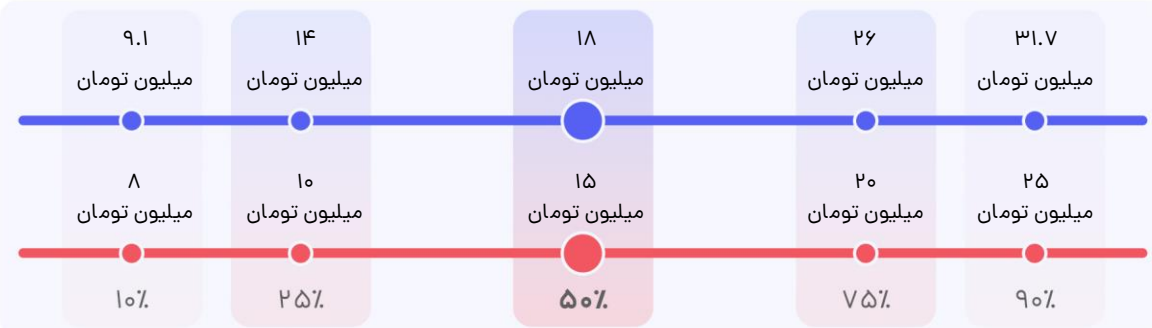 ۹.۱ ۱۴ ۱۸ ۲۶ ۳۱.۷
میلیون تومان میلیون تومان میلیون تومان میلیون تومان میلیون تومان
۸ ۱۰ ۱۵ ۲۰ ۲۵
میلیون تومان میلیون تومان میلیون تومان میلیون تومان میلیون تومان
۱۰٪ ۲۵٪ ۵۰٪ ۷۵٪ ۹۰٪